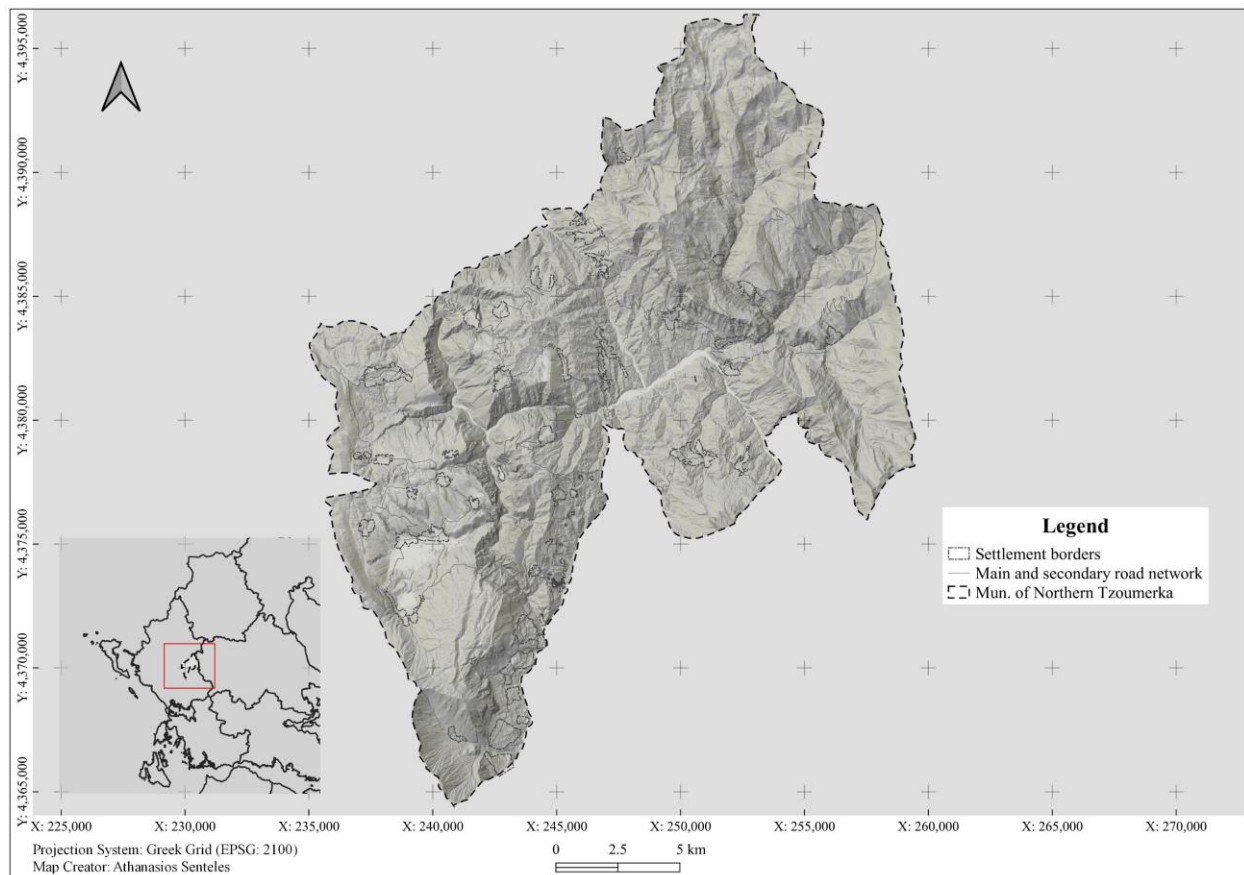 Y: 4,395,000
Y: 4,390,000
Y: 4,385,000
Y: 4,380,000
Y: 4,375,000
Y: 4,370,000
Y: 4,365,000
Legend
Settlement borders
Main and secondary road network
Mun. of Northern Tzoumerka
X: 225,000 X: 230,000 X: 235,000 X: 240,000 X: 245,000 X: 250,000 X: 255,000 X: 260,000 X: 265,000 X: 270,000
Projection System: Greek Grid (EPSG: 2100)
Map Creator: Athanasios Senteles
0 2.5 5 km